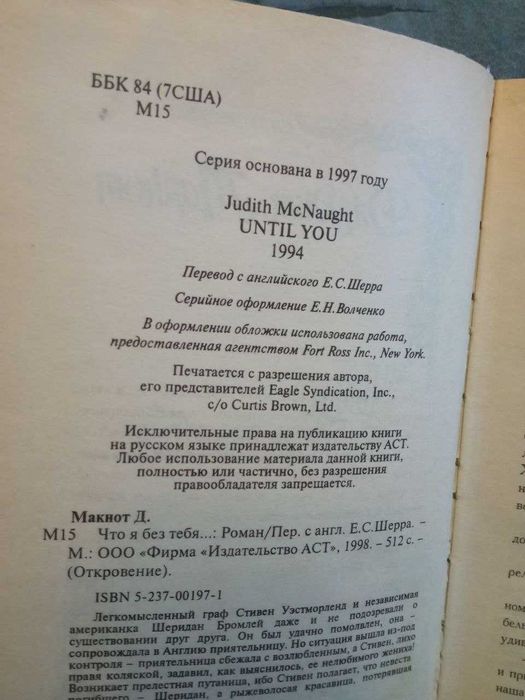 ББК 84 (7США)
М15
Серия основана в 1997 году
Judith McNaught
UNTIL YOU
1994
Перевод с английского Е.С.Шерра
Серийное оформление Е.Н.Волченко
В оформлении обложки использована работа,
предоставленная агентством Fort Ross Inc., New York.
Печатается с разрешения автора,
его представителей Eagle Syndication, Inc.,
c/o Curtis Brown, Ltd.
Исключительные права на публикацию книги
на русском языке принадлежат издательству АСТ.
Любое использование материала данной книги,
полностью или частично, без разрешения
правообладателя запрещается.
Макнот Д.
М15 Что я без тебя...: Роман/Пер. с англ. Е.С.Шерра. –
М.: ООО «Фирма «Издательство АСТ», 1998. – 512 с. –
(Откровение).
ISBN 5-237-00197-1
Легкомысленный граф Стивен Уэстморленд и независимая
американка Шеридан Бромлей даже и не подозревали о
существовании друг друга. Он был удачно помолвлен, она –
сопровождала в Англию приятельницу. Но ситуация вышла из-под
контроля – приятельница сбежала с возлюбленным, а Стивен, лихо
правя коляской, задавил, как выяснилось, ее нелюбимого жениха!
Возникает прелестная путаница, ибо Стивен полагает, что невеста
погибшего – Шеридан, а рыжеволосая красавица, потерявшая